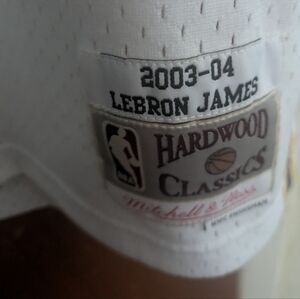 2003-04
LEBRON JAMES
HARDWOOD
CLASSICS
Mitchell & Ness